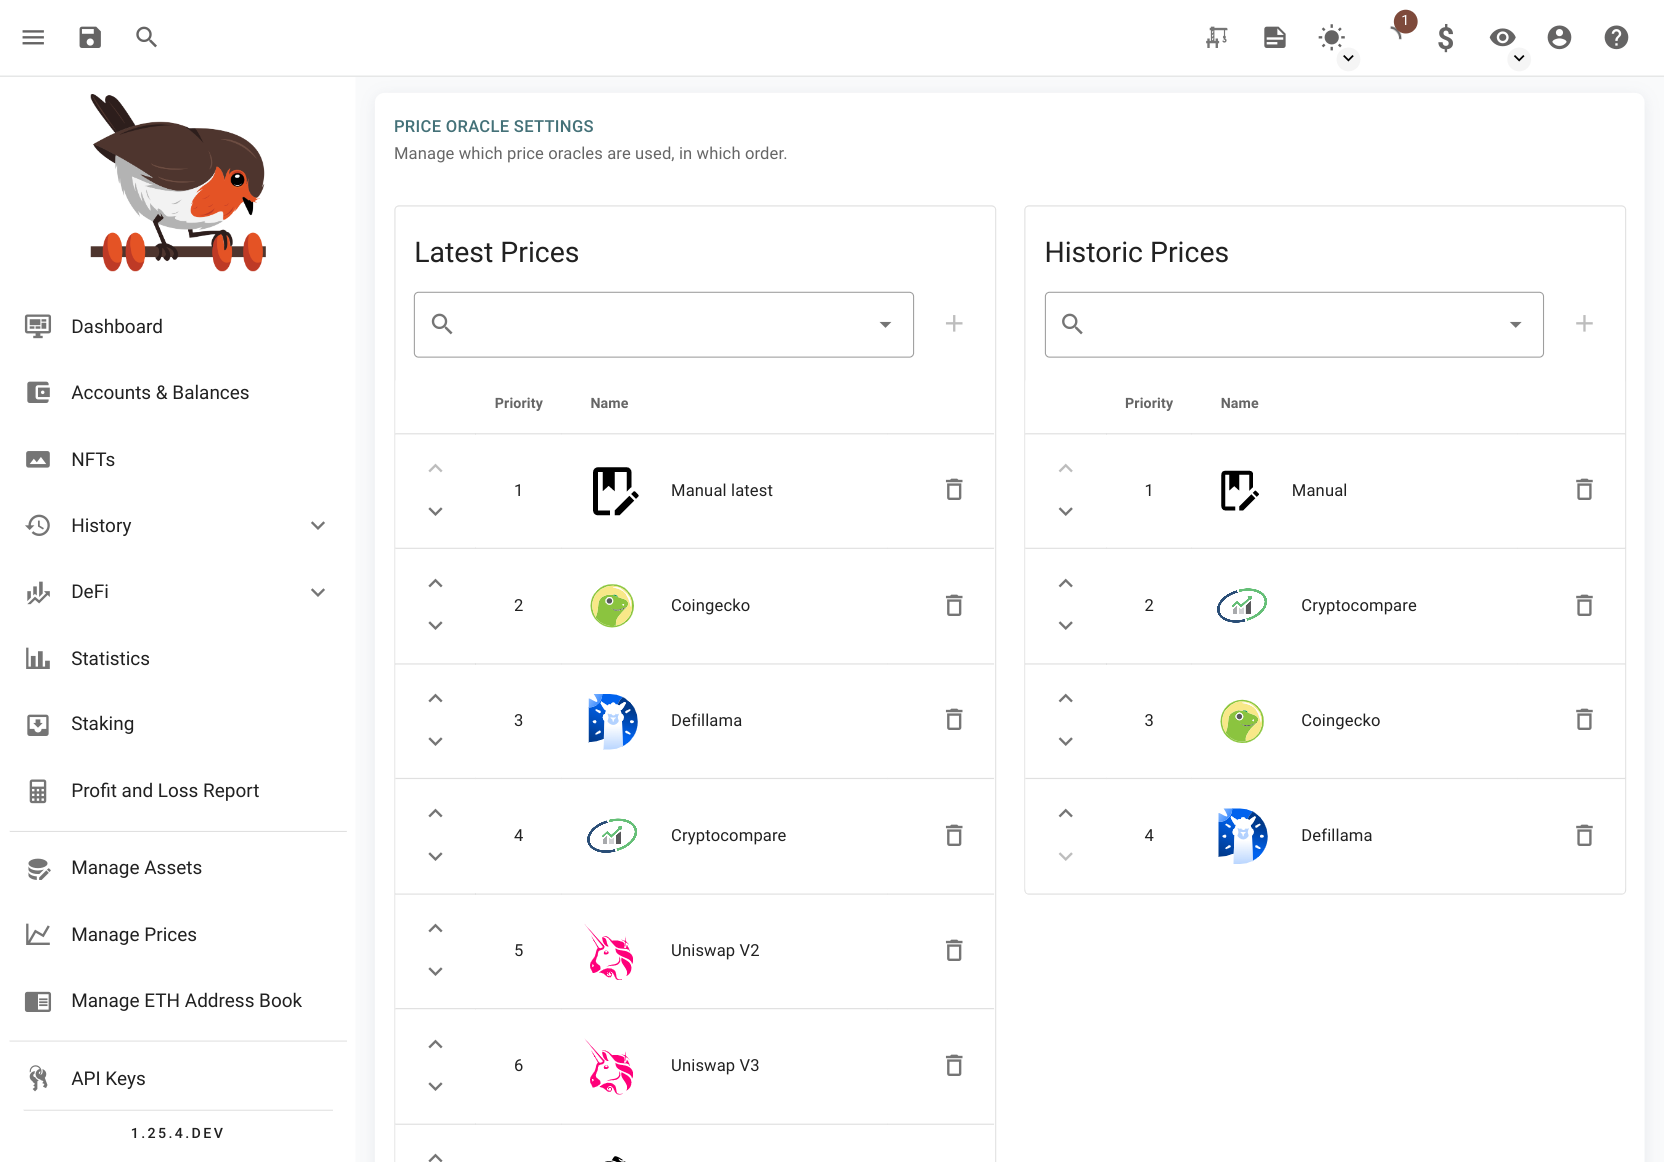 1
PRICE ORACLE SETTINGS
Manage which price oracles are used, in which order.
Dashboard
Accounts & Balances
NFTs
History
DeFi
Statistics
Staking
Profit and Loss Report
Manage Assets
Manage Prices
Manage ETH Address Book
API Keys
1.25.4.DEV
Latest Prices
Priority Name
1 Manual latest
2 Coingecko
3 Defillama
4 Cryptocompare
5 Uniswap V2
6 Uniswap V3
Historic Prices
Priority Name
1 Manual
2 Cryptocompare
3 Coingecko
4 Defillama